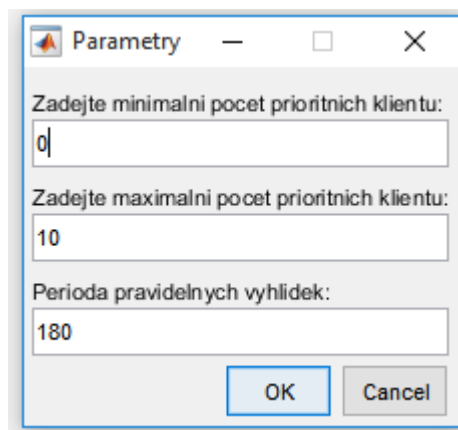 Parametry
Zadejte minimalni pocet prioritnich klientu:
0
Zadejte maximalni pocet prioritnich klientu:
10
Perioda pravidelnych vyhlidek:
180
OK Cancel